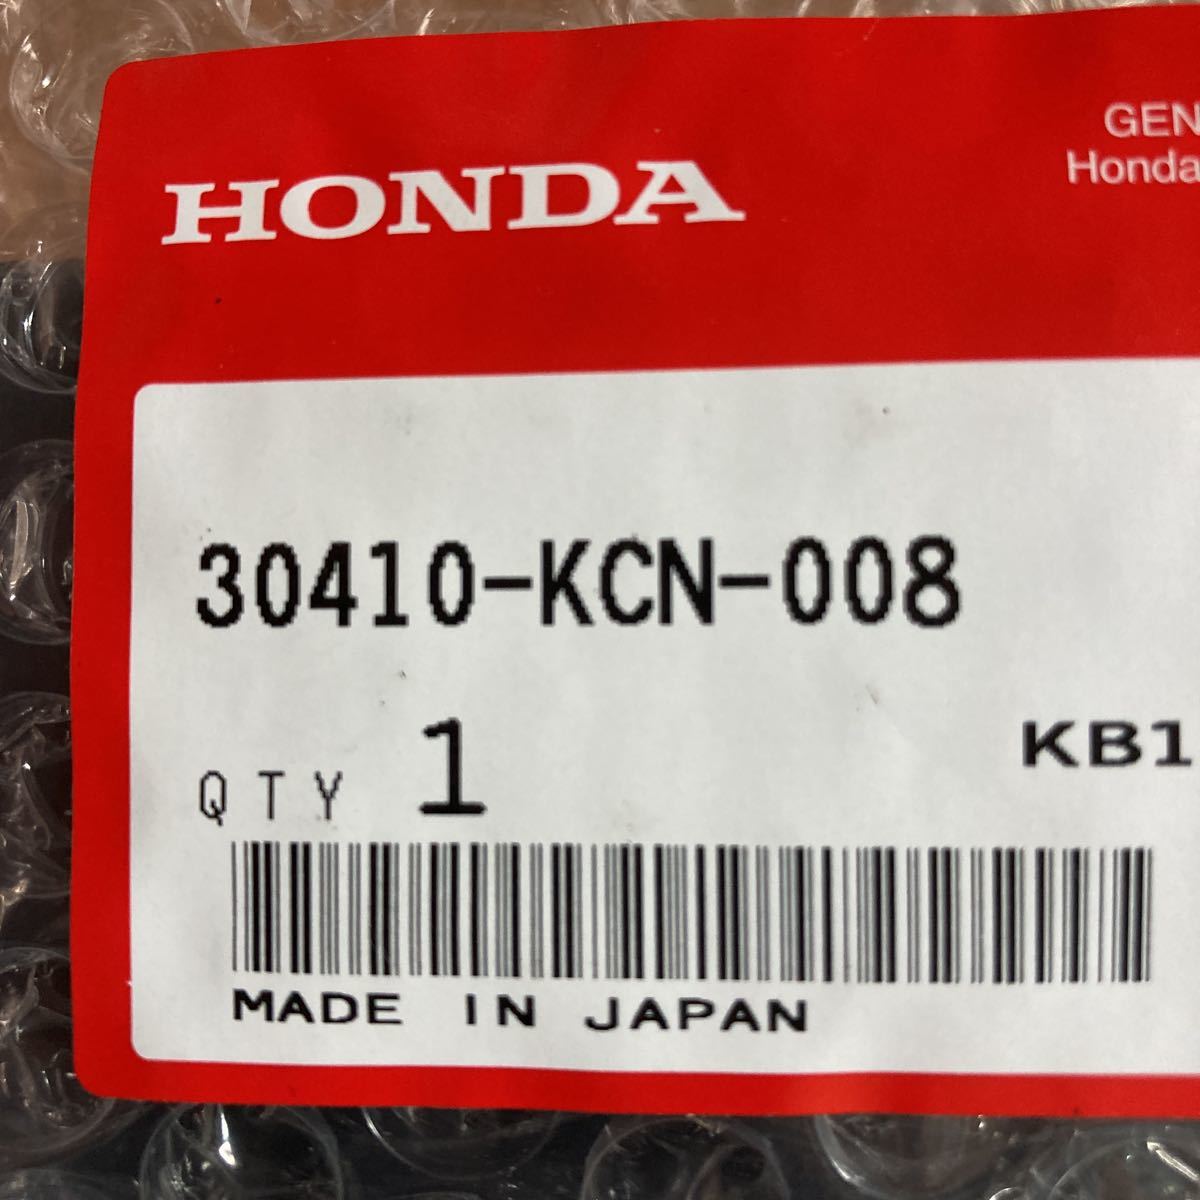 HONDA
GEN
Honda
30410-KCN-008
QTY 1
KB1
MADE IN JAPAN